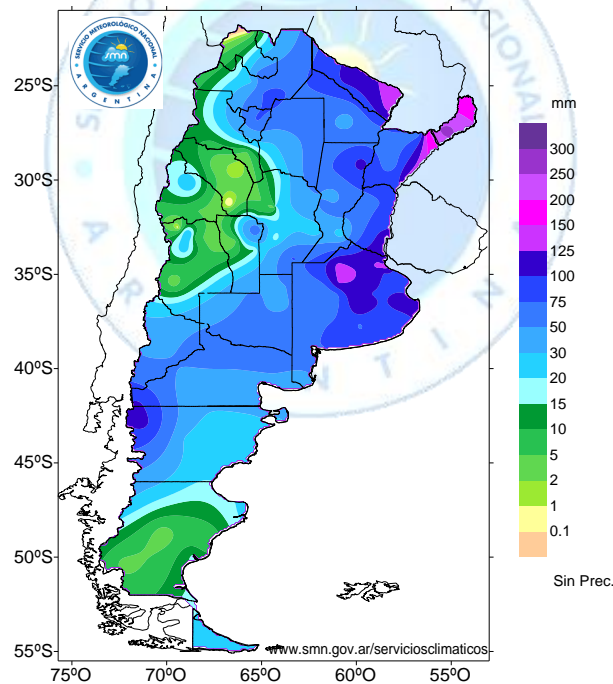 SERVICIO METEOROLÓGICO NACIONAL
smn
ARGENTINA
25ºS
30ºS
35ºS
40ºS
45ºS
50ºS
55ºS
75ºO 70ºO 65ºO 60ºO 55ºO
mm
300
250
200
150
125
100
75
50
30
20
15
10
5
2
1
0.1
Sin Prec.
www.smn.gov.ar/serviciosclimaticos